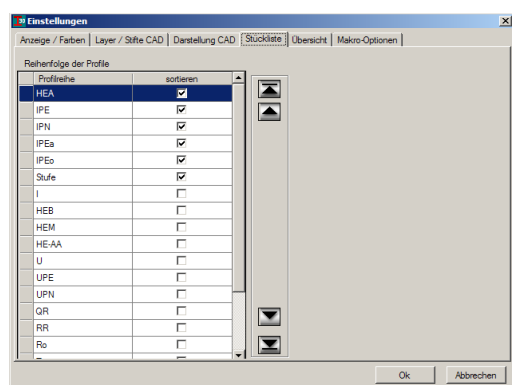 Einstellungen
Anzeige / Farben Layer / Stifte CAD Darstellung CAD Stückliste Übersicht Makro-Optionen
Reihenfolge der Profile
Profilreihe sortieren
HEA
IPE
IPN
IPEa
IPEo
Stufe
I
HEB
HEM
HE-AA
U
UPE
UPN
QR
RR
Ro
Ok Abbrechen